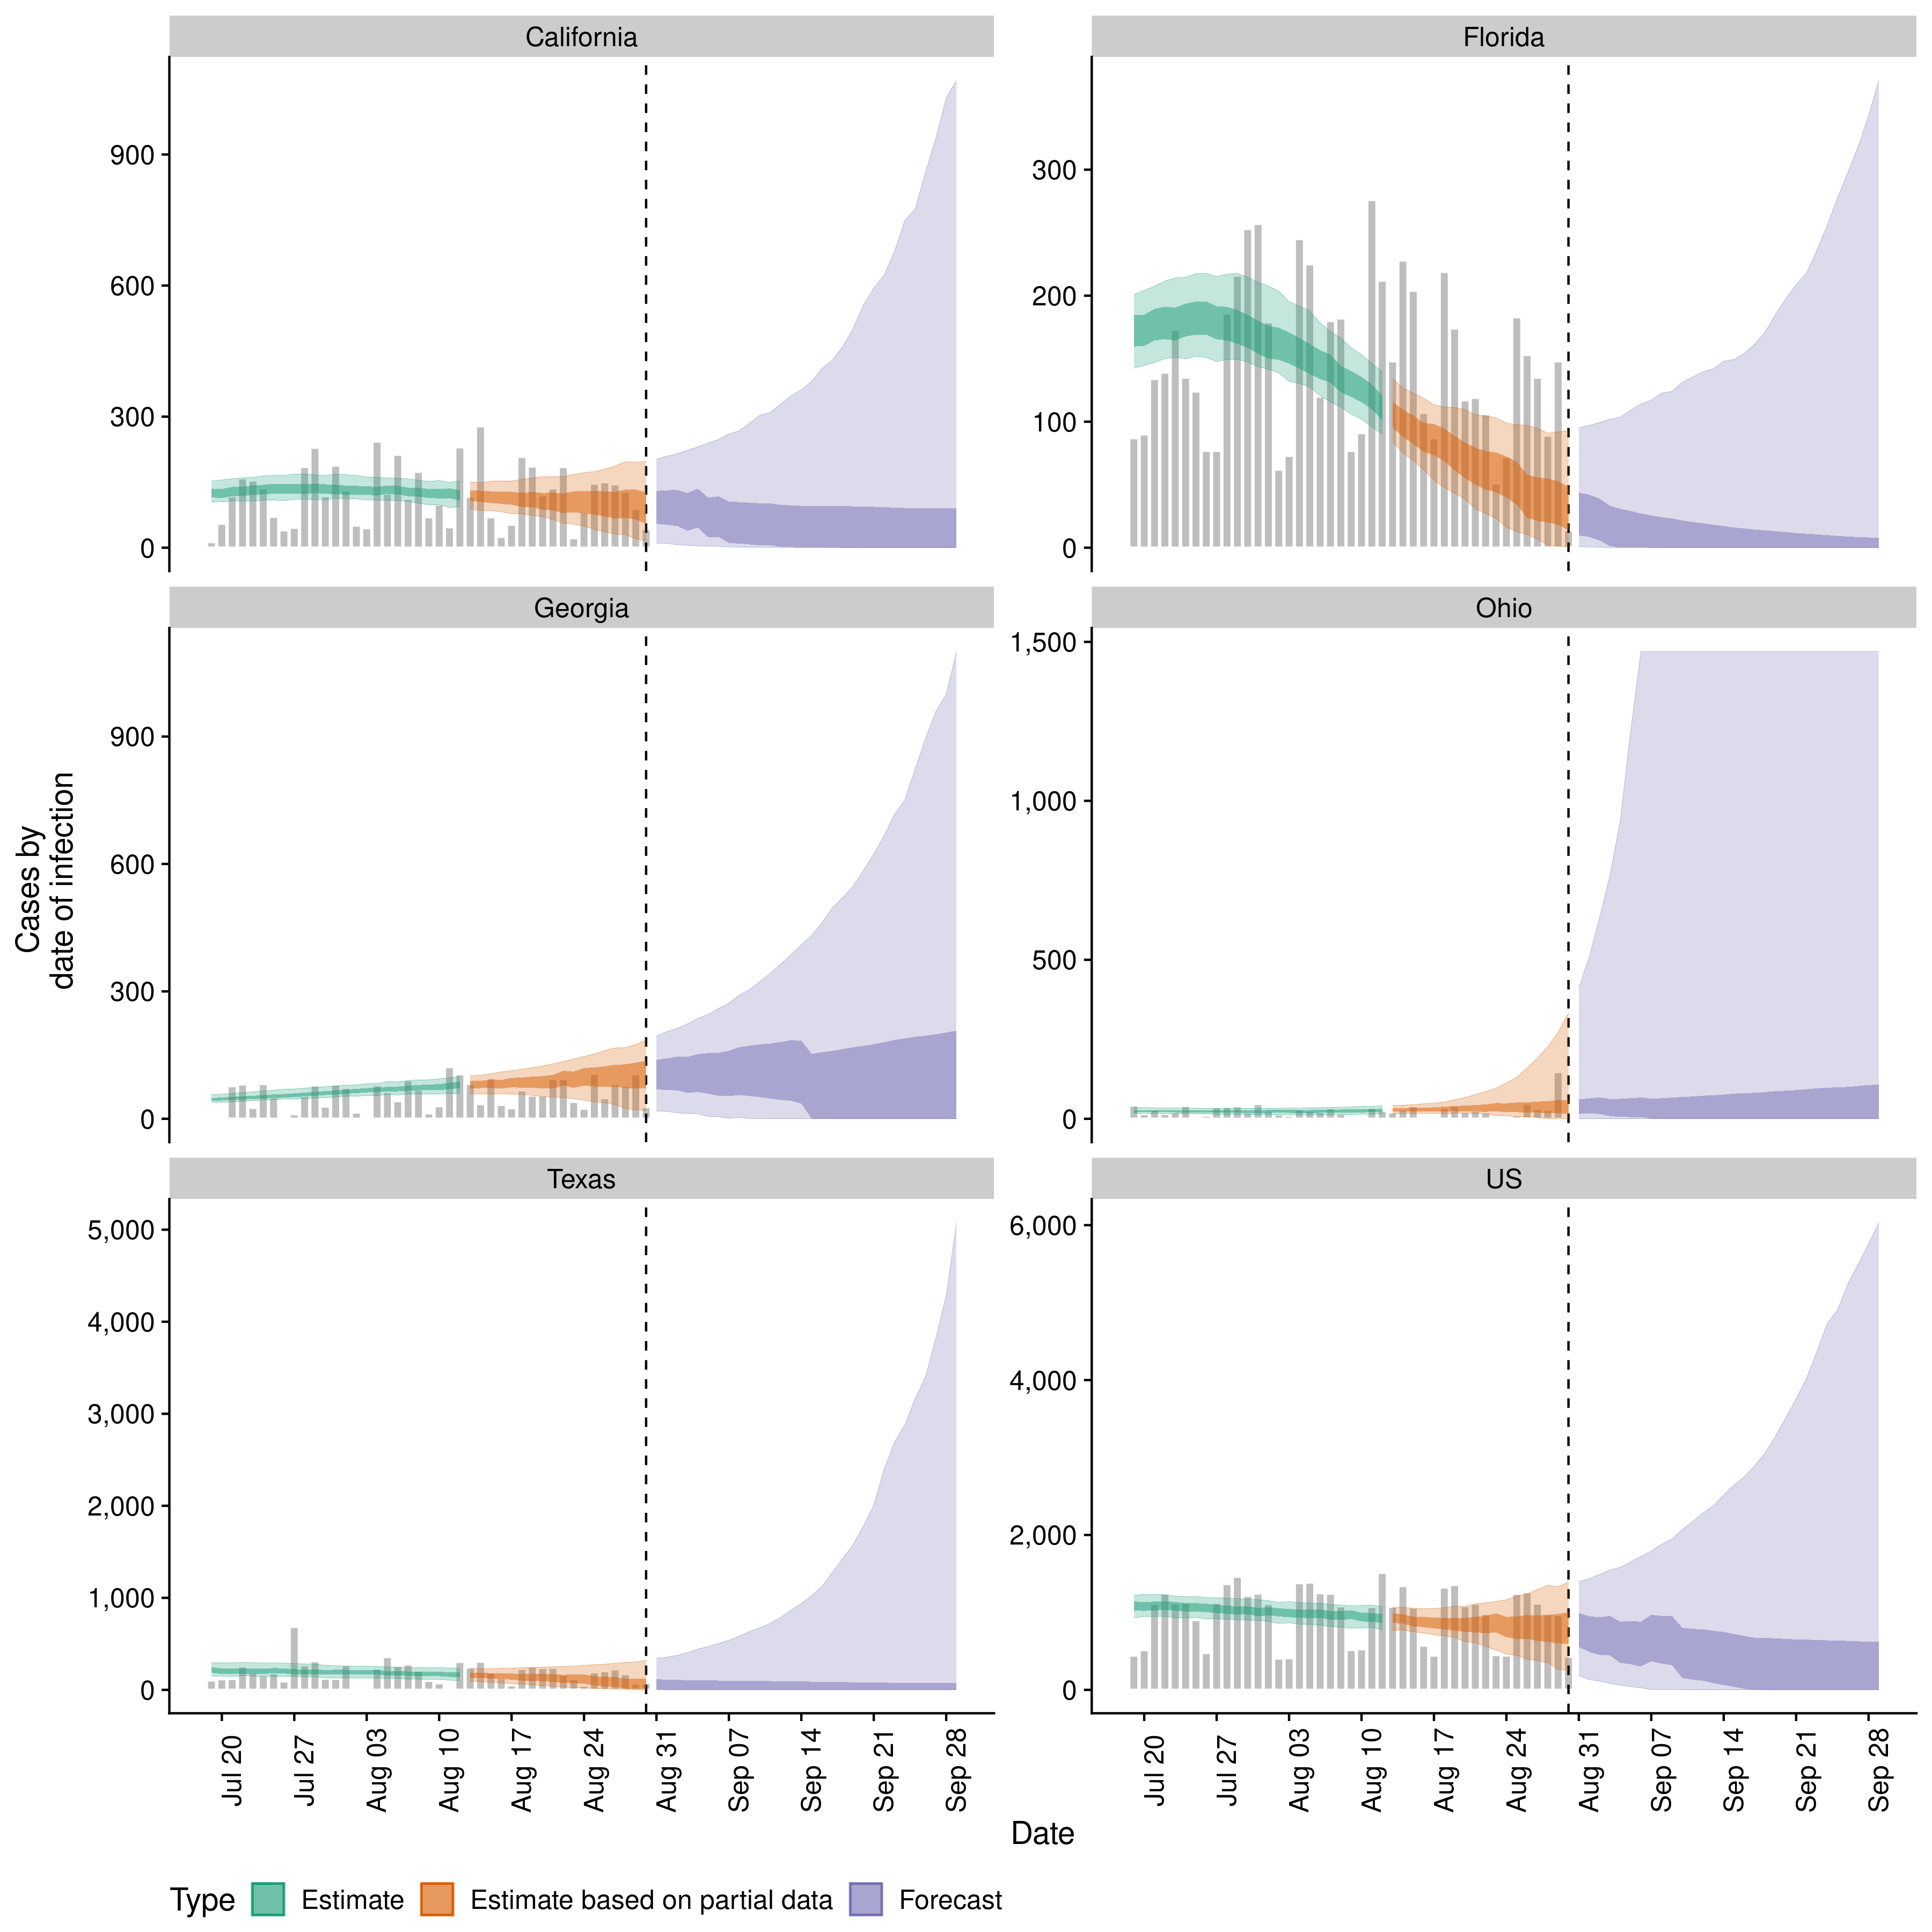 California
Florida
900
600
300
0
300
200
100
0
Georgia
Ohio
900
600
300
0
1,500
1,000
500
0
Cases by
date of infection
Texas
US
5,000
4,000
3,000
2,000
1,000
0
6,000
4,000
2,000
0
Jul 20
Jul 27
Aug 03
Aug 10
Aug 17
Aug 24
Aug 31
Sep 07
Sep 14
Sep 21
Sep 28
Jul 20
Jul 27
Aug 03
Aug 10
Aug 17
Aug 24
Aug 31
Sep 07
Sep 14
Sep 21
Sep 28
Date
Type Estimate Estimate based on partial data Forecast